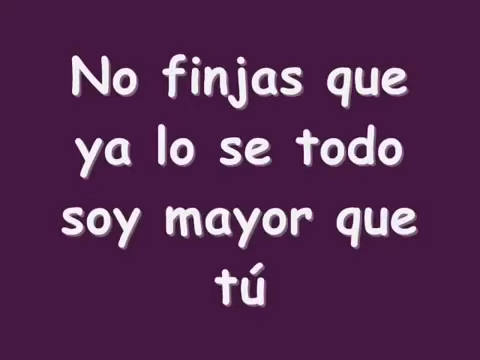 No finjas que
ya lo se todo
soy mayor que
tú